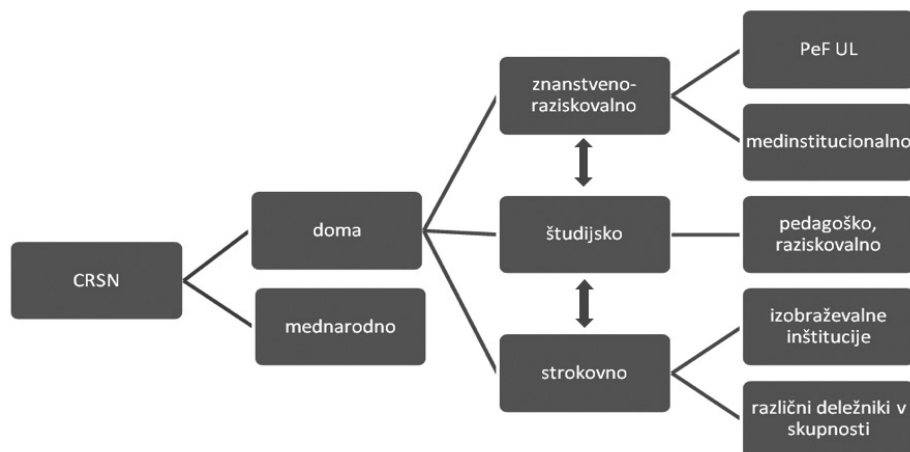 CRSN
doma
mednarodno
znanstveno-
raziskovalno
študijsko
strokovno
PeF UL
medinstitucionalno
pedagoško,
raziskovalno
izobraževalne
inštitucije
različni deležniki v
skupnosti